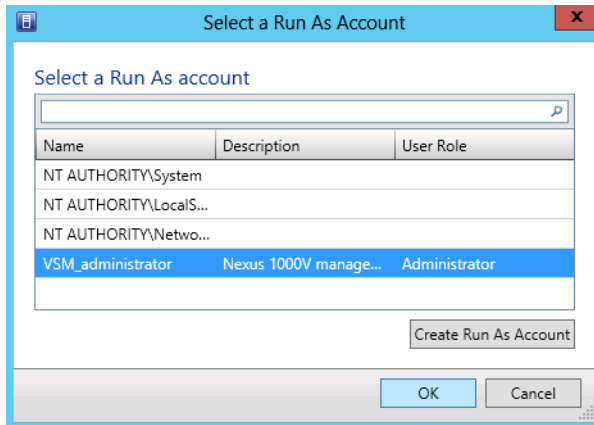 Select a Run As Account
x
Select a Run As account
Name Description User Role
NT AUTHORITY\System
NT AUTHORITY\LocalS...
NT AUTHORITY\Netwo...
VSM_administrator Nexus 1000V manage... Administrator
Create Run As Account
OK Cancel